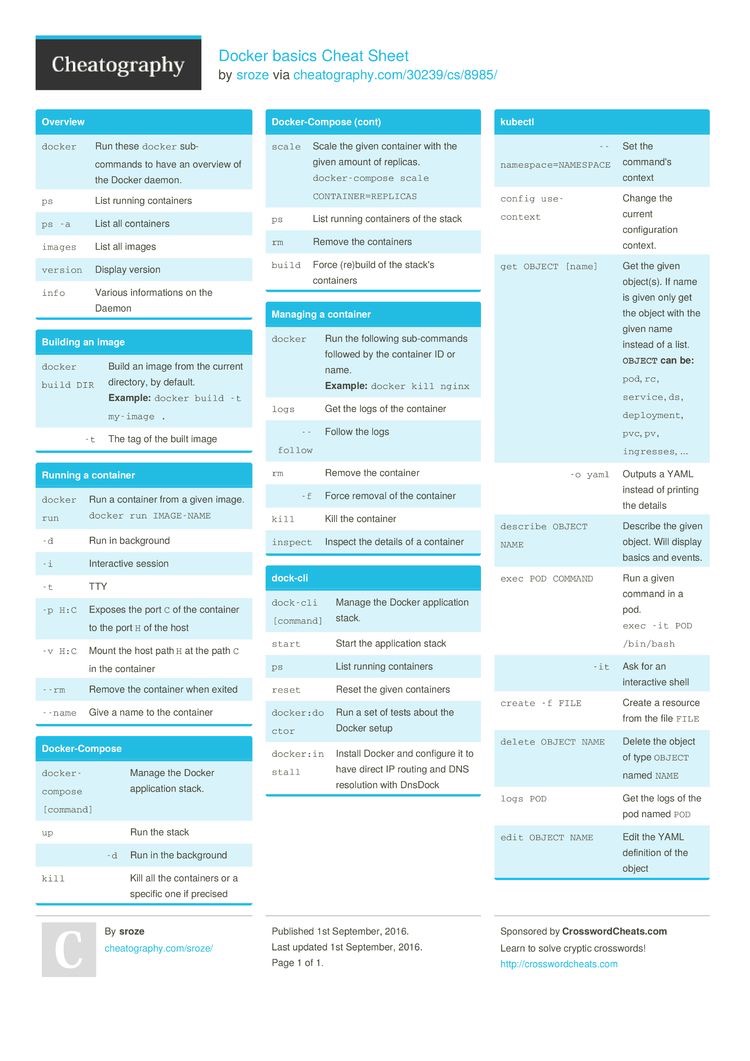 Cheatography
Docker basics Cheat Sheet
by sroze via cheatography.com/30239/cs/8985/
Overview
docker Run these docker sub-
commands to have an overview of
the Docker daemon.
ps List running containers
ps -a List all containers
images List all images
version Display version
info Various informations on the
Daemon
Building an image
docker Build an image from the current
build DIR directory, by default.
Example: docker build -t
my-image .
-t The tag of the built image
Running a container
docker Run a container from a given image.
run docker run IMAGE-NAME
-d Run in background
-i Interactive session
-t TTY
-p H:C Exposes the port C of the container
to the port H of the host
-v H:C Mount the host path H at the path C
in the container
--rm Remove the container when exited
--name Give a name to the container
Docker-Compose
docker- Manage the Docker
compose application stack.
[command]
up Run the stack
-d Run in the background
kill Kill all the containers or a
specific one if precised
Docker-Compose (cont)
scale Scale the given container with the
given amount of replicas.
docker-compose scale
CONTAINER=REPLICAS
ps List running containers of the stack
rm Remove the containers
build Force (re)build of the stack's
containers
Managing a container
docker Run the following sub-commands
followed by the container ID or
name.
Example: docker kill nginx
logs Get the logs of the container
-- Follow the logs
follow
rm Remove the container
-f Force removal of the container
kill Kill the container
inspect Inspect the details of a container
dock-cli
dock-cli Manage the Docker application
[command] stack.
start Start the application stack
ps List running containers
reset Reset the given containers
docker:do Run a set of tests about the
ctor Docker setup
docker:in Install Docker and configure it to
stall have direct IP routing and DNS
resolution with DnsDock
kubectl
-- Set the
namespace=NAMESPACE command's
context
config use- Change the
context current
configuration
context.
get OBJECT [name] Get the given
object(s). If name
is given only get
the object with the
given name
instead of a list.
OBJECT can be:
pod, rc,
service, ds,
deployment,
pvc, pv,
ingresses, ...
-o yaml Outputs a YAML
instead of printing
the details
describe OBJECT Describe the given
NAME object. Will display
basics and events.
exec POD COMMAND Run a given
command in a
pod.
exec -it POD
/bin/bash
-it Ask for an
interactive shell
create -f FILE Create a resource
from the file FILE
delete OBJECT NAME Delete the object
of type OBJECT
named NAME
logs POD Get the logs of the
pod named POD
edit OBJECT NAME Edit the YAML
definition of the
object
C
By sroze
cheatography.com/sroze/
Published 1st September, 2016.
Last updated 1st September, 2016.
Page 1 of 1.
Sponsored by CrosswordCheats.com
Learn to solve cryptic crosswords!
http://crosswordcheats.com